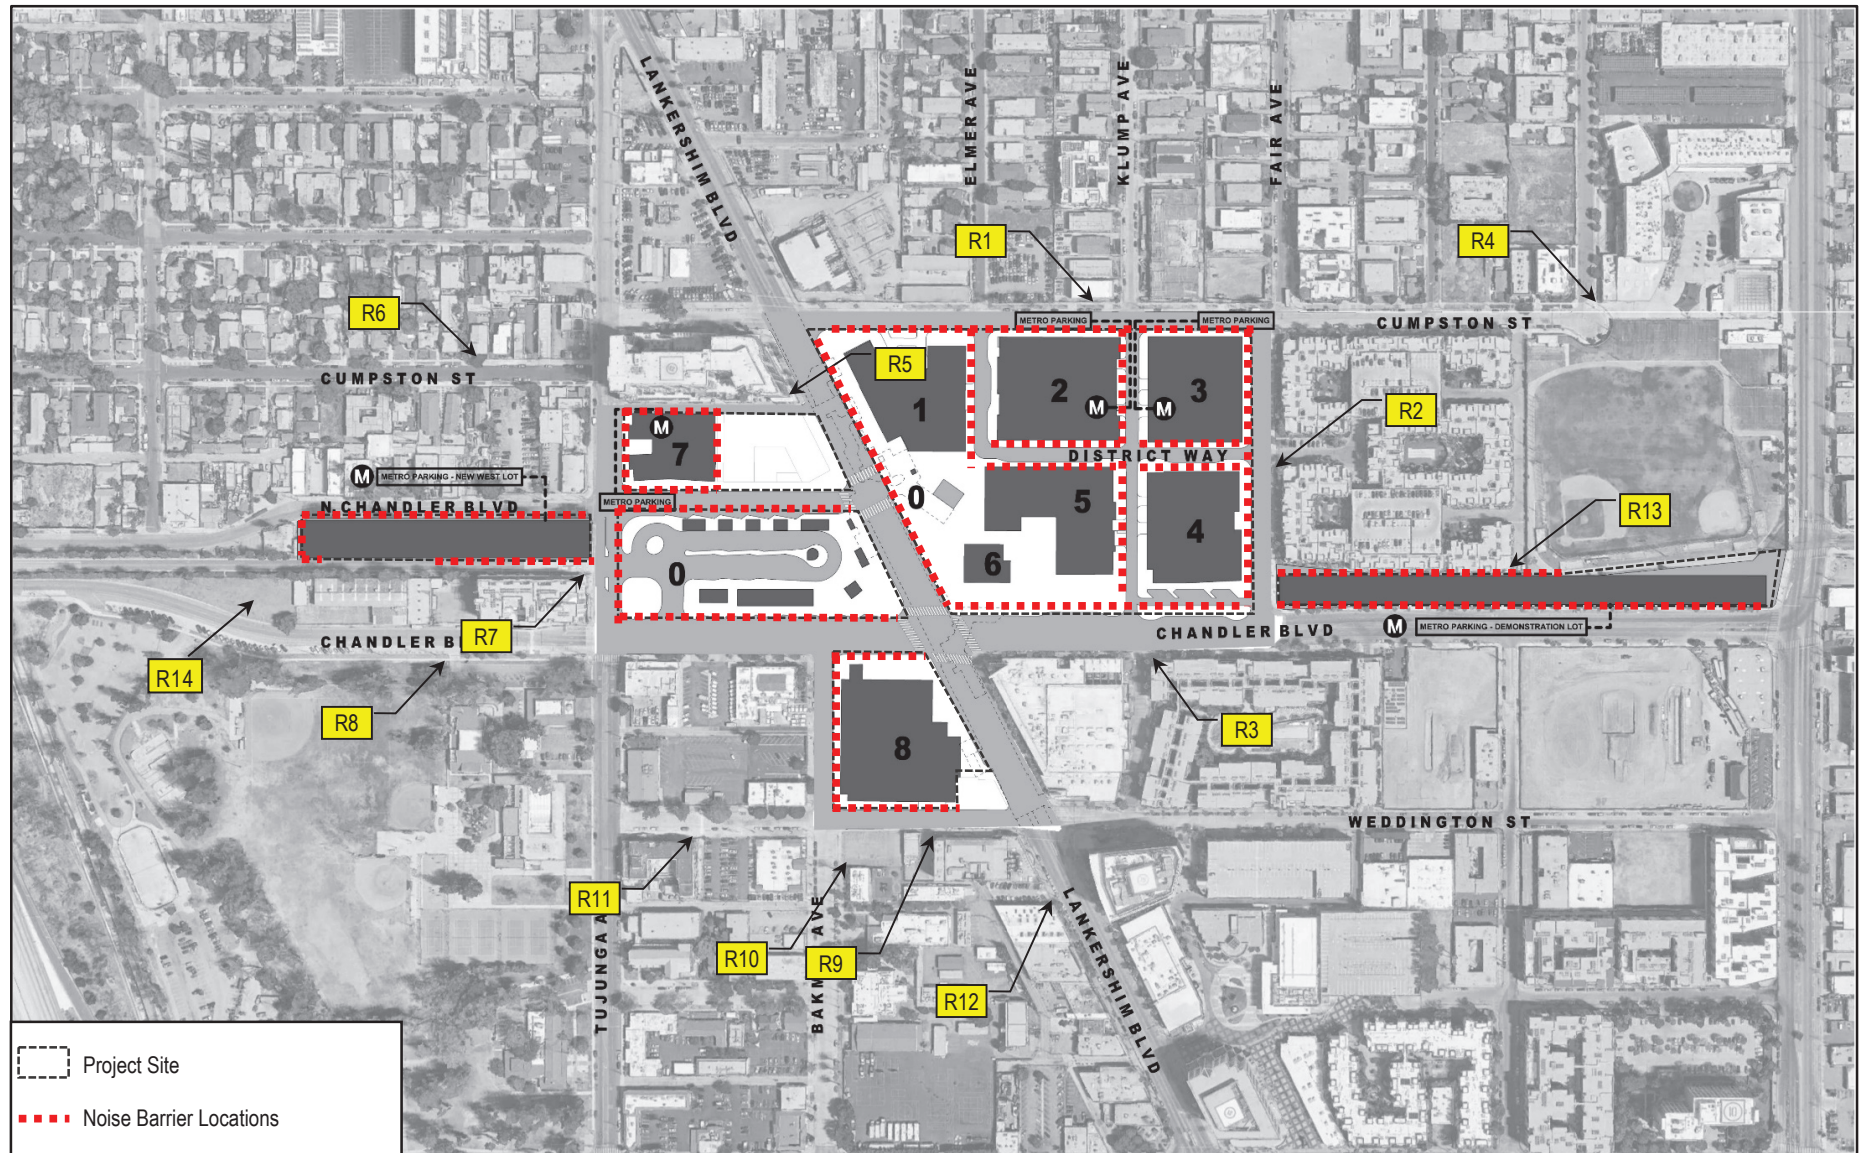 LANKERSHIM BLVD
ELMER AVE
KLUMP AVE
FAIR AVE
R1
R4
R6
METRO PARKING
METRO PARKING
CUMPSTON ST
CUMPSTON ST
R5
1
2
M
M
3
R2
M
7
DISTRICT WAY
M
METRO PARKING - NEW WEST LOT
METRO PARKING
N CHANDLER BLVD
0
5
4
R13
0
6
CHANDLER BL
R7
CHANDLER BLVD
M
METRO PARKING - DEMONSTRATION LOT
R14
R8
R3
8
WEDDINGTON ST
R11
TUJUNGA A
BAKM AVE
R10
R9
R12
LANKERSHIM BLVD
Project Site
Noise Barrier Locations